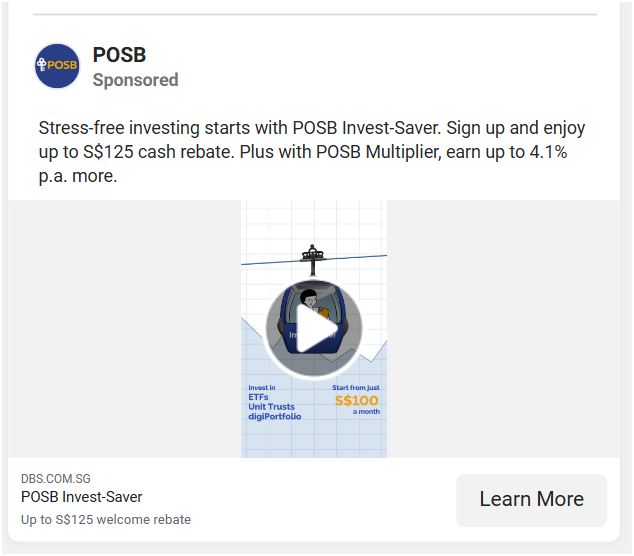 POSB
POSB
Sponsored
Stress-free investing starts with POSB Invest-Saver. Sign up and enjoy
up to S$125 cash rebate. Plus with POSB Multiplier, earn up to 4.1%
p.a. more.
Invest in
ETFs
Unit Trusts
digiPortfolio
Start from just
S$100
a month
DBS.COM.SG
POSB Invest-Saver
Up to S$125 welcome rebate
Learn More